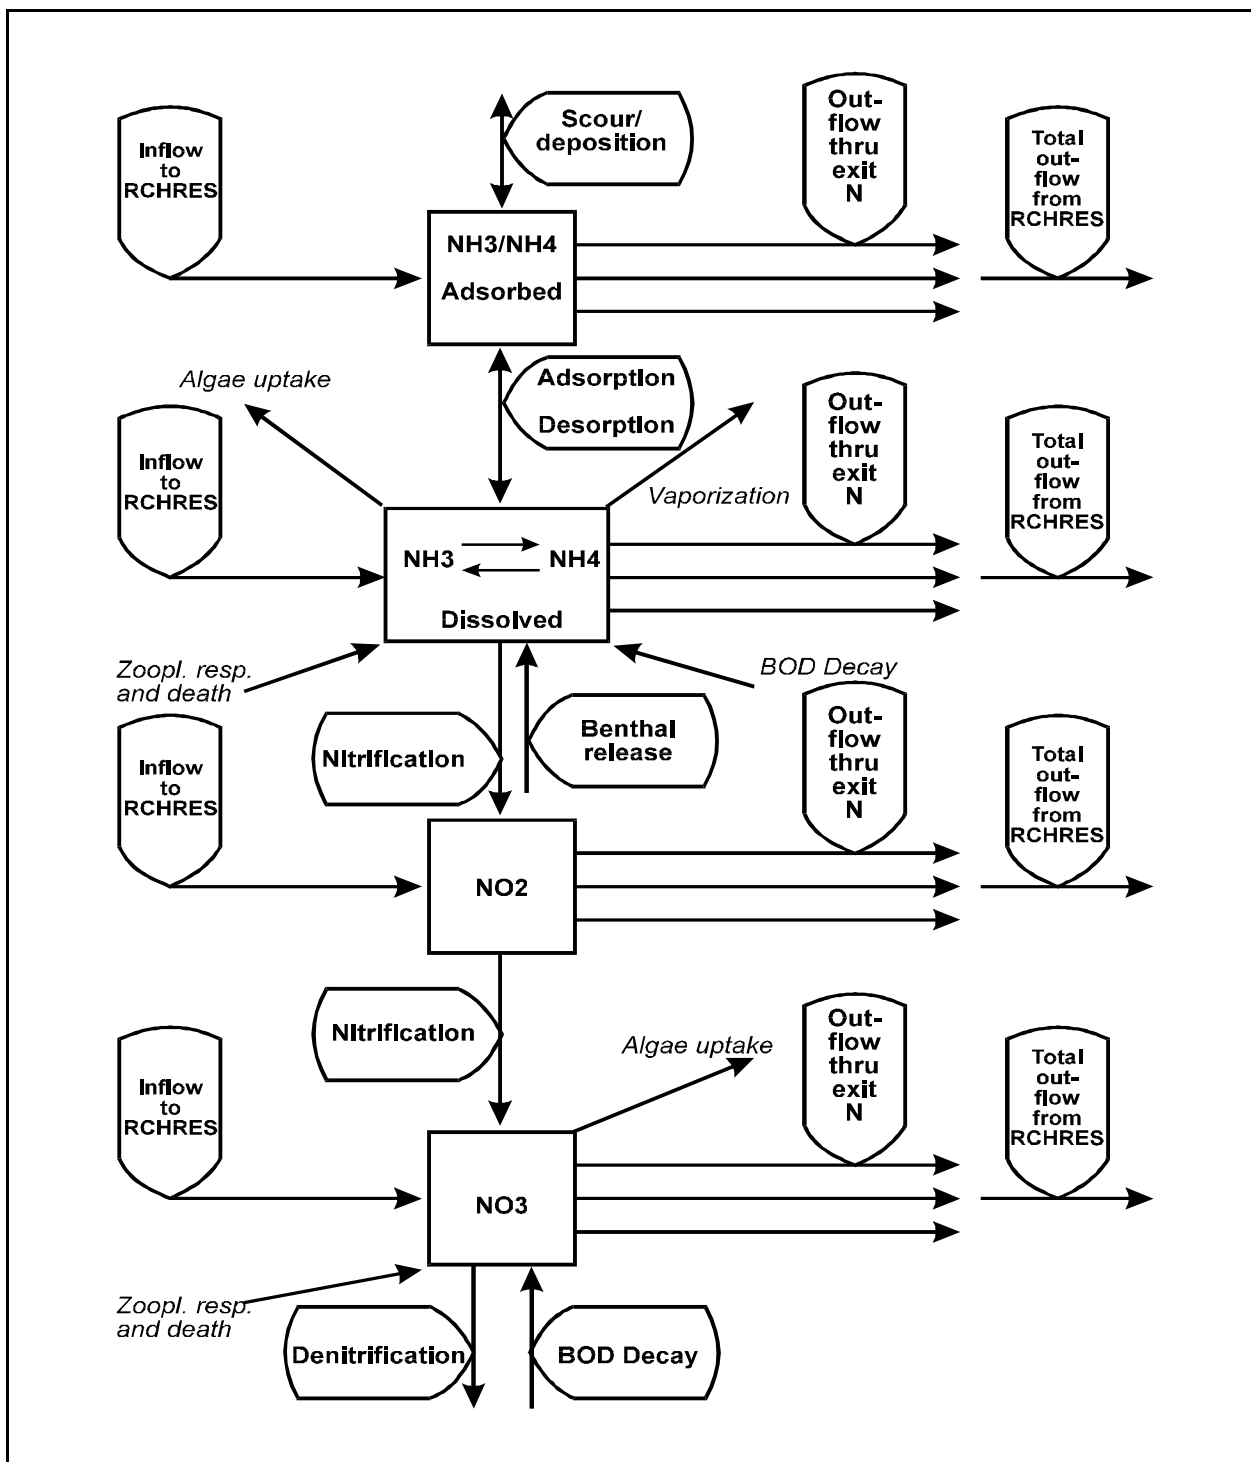 Scour/
deposition
Inflow
to
RCHRES
Out-
flow
thru
exit
N
Total
out-
flow
from
RCHRES
NH3/NH4
Adsorbed
Algae uptake
Adsorption
Desorption
Inflow
to
RCHRES
Out-
flow
thru
exit
N
Total
out-
flow
from
RCHRES
Vaporization
NH3
NH4
Dissolved
Zoopl. resp.
and death
BOD Decay
Nitrification
Benthal
release
Inflow
to
RCHRES
Out-
flow
thru
exit
N
Total
out-
flow
from
RCHRES
NO2
Nitrification
Algae uptake
Inflow
to
RCHRES
Out-
flow
thru
exit
N
Total
out-
flow
from
RCHRES
NO3
Zoopl. resp.
and death
Denitrification
BOD Decay